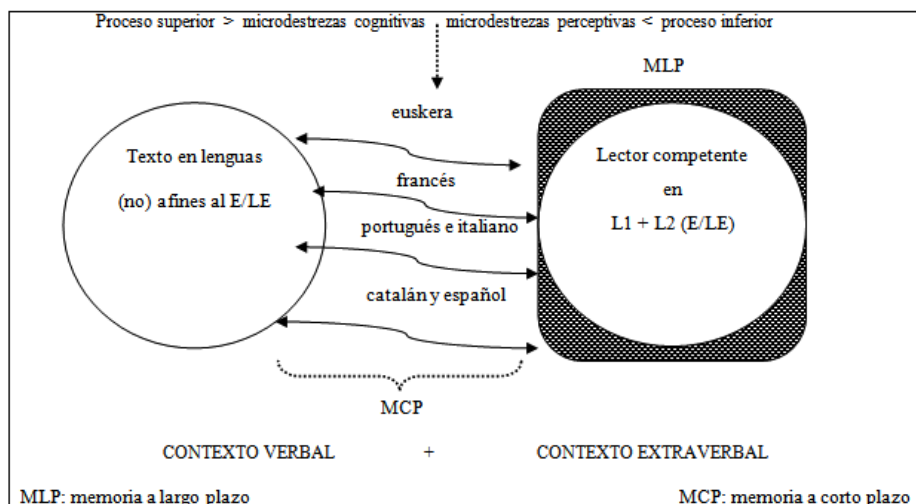 Proceso superior > microdestrezas cognitivas microdestrezas perceptivas < proceso inferior
MLP
euskera
Texto en lenguas
(no) afines al E/LE
Lector competente
en
L1 + L2 (E/LE)
francés
portugués e italiano
catalán y español
MCP
CONTEXTO VERBAL + CONTEXTO EXTRAVERBAL
MLP: memoria a largo plazo MCP: memoria a corto plazo